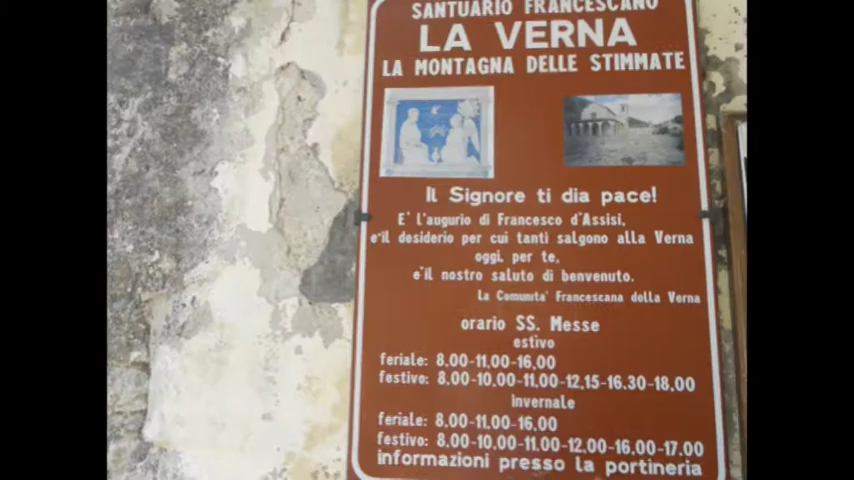 SANTUARIO FRANCESCANO
LA VERNA
LA MONTAGNA DELLE STIMMATE
Il Signore ti dia pace!
E' l'augurio di Francesco d'Assisi,
e'il desiderio per cui tanti salgono alla Verna
oggi, per te,
e'il nostro saluto di benvenuto.
La Comunita' Francescana della Verna
orario SS. Messe
estivo
feriale: 8,00-11,00-16,00
festivo: 8,00-10,00-11,00-12,15-16,30-18,00
invernale
feriale: 8,00-11,00-16,00
festivo: 8,00-10,00-11,00-12,00-16,00-17,00
informazioni presso la portineria